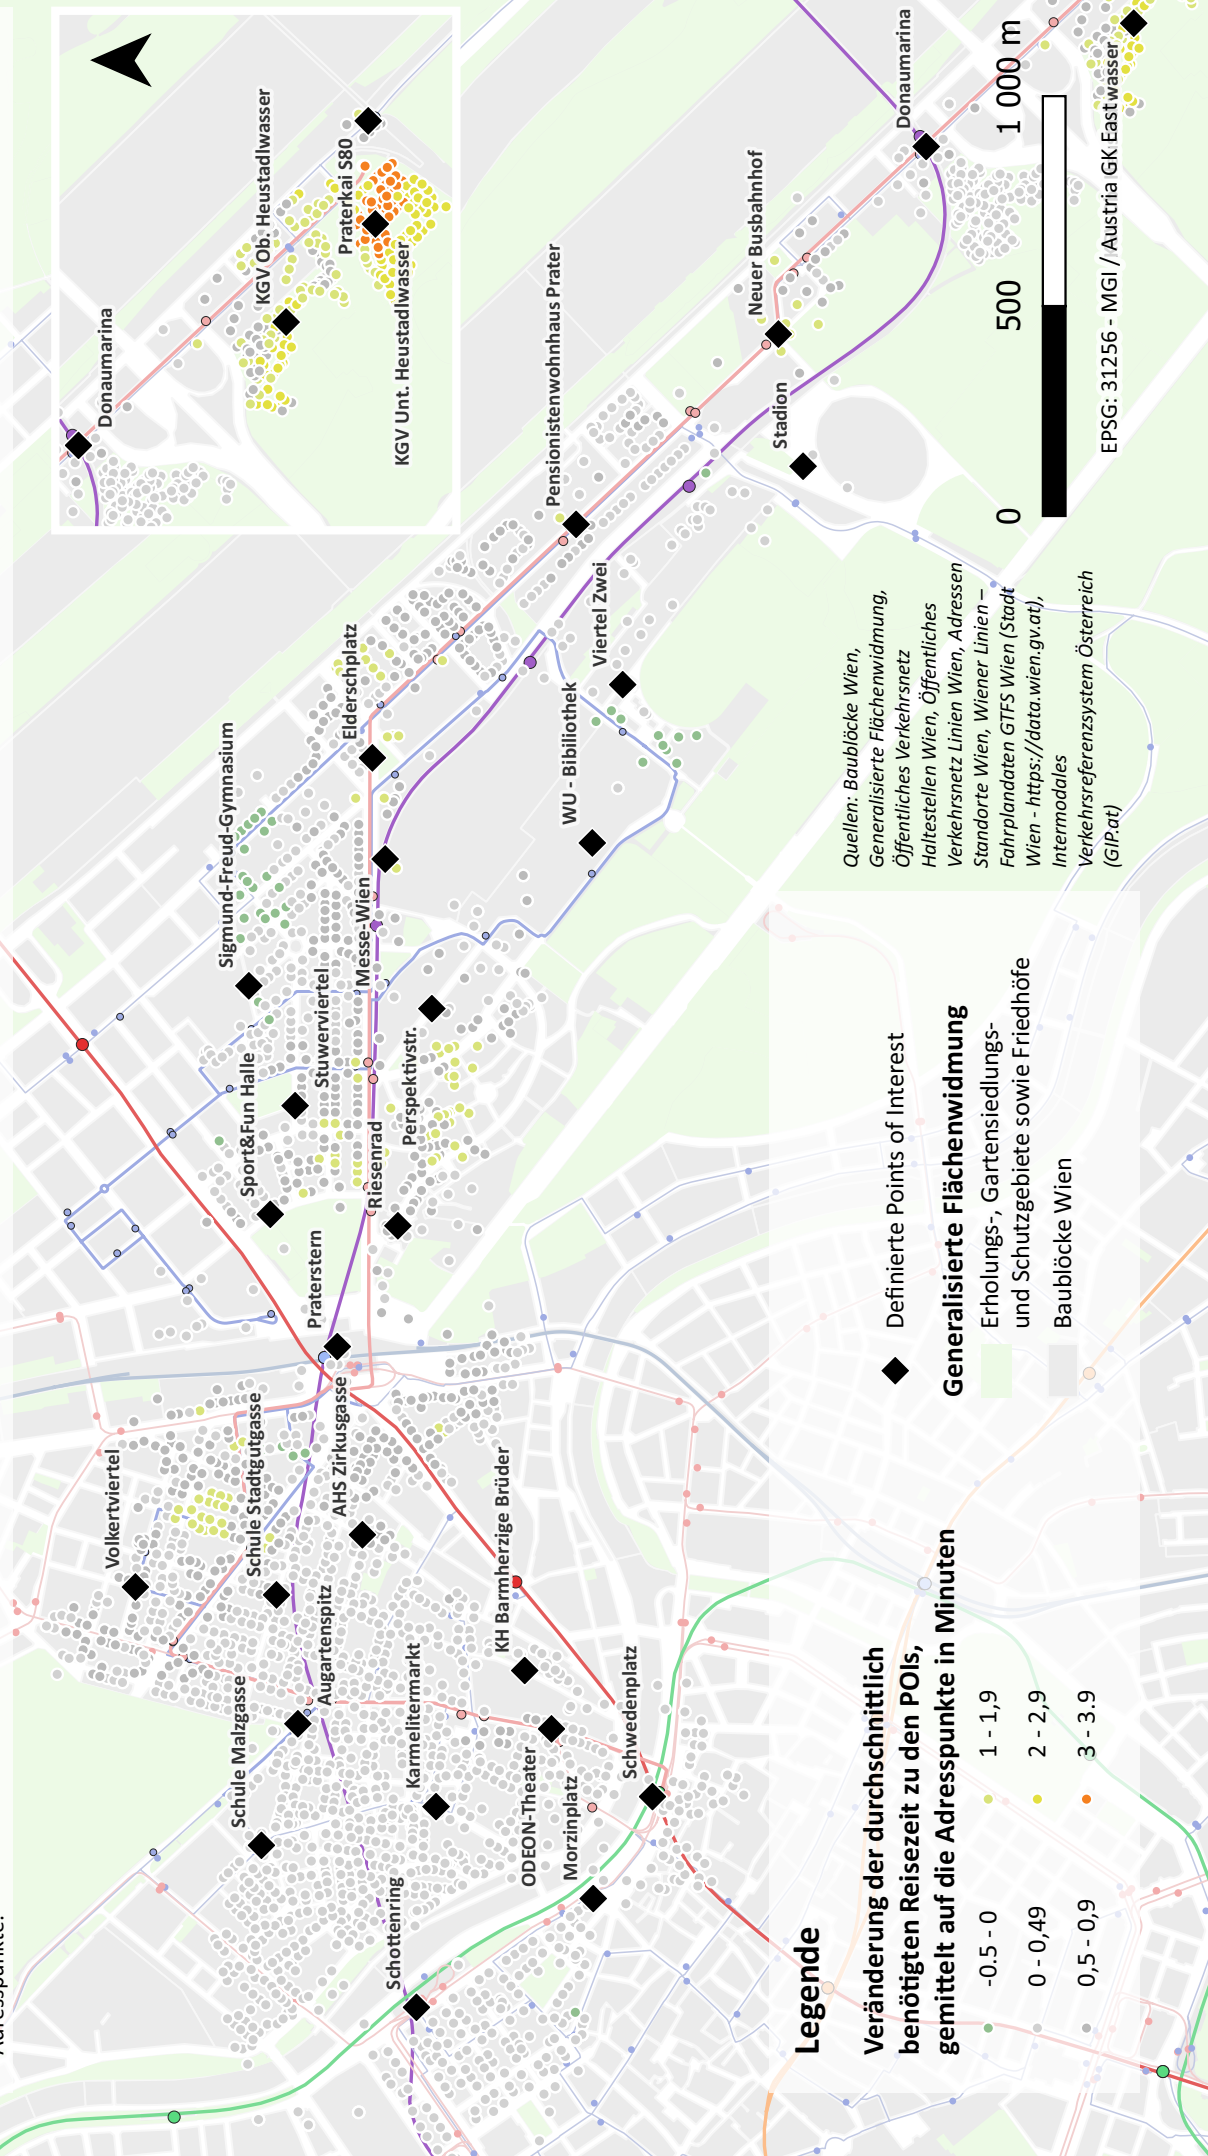 Adresspunkte.
Schottenring
Schule Malzgasse
Karmelitermarkt
Augartenspitz
ODEON-Theater
Morzinplatz
Schwedenplatz
KH Barmherzige Brüder
Volkertviertel
Schule Stadtgutgasse
AHS Zirkusgasse
Praterstern
Riesenrad
Sport&Fun Halle
Stuwerviertel
Perspektivstr.
Sigmund-Freud-Gymnasium
Messe-Wien
Elderschplatz
WU - Bibiliothek
Viertel Zwei
Pensionistenwohnhaus Prater
Stadion
Neuer Busbahnhof
Donaumarina
Donaumarina
KGV Ob. Heustadlwasser
Praterkai S80
KGV Unt. Heustadlwasser
wasser
0 500 1 000 m
EPSG: 31256 - MGI / Austria GK East
Legende
Veränderung der durchschnittlich
benötigten Reisezeit zu den POIs,
gemittelt auf die Adresspunkte in Minuten
-0.5 - 0
0 - 0,49
0,5 - 0,9
1 - 1,9
2 - 2,9
3 - 3.9
Definierte Points of Interest
Generalisierte Flächenwidmung
Erholungs-, Gartensiedlungs-
und Schutzgebiete sowie Friedhöfe
Baublöcke Wien
Quellen: Baublöcke Wien,
Generalisierte Flächenwidmung,
Öffentliches Verkehrsnetz
Haltestellen Wien, Öffentliches
Verkehrsnetz Linien Wien, Adressen
Standorte Wien, Wiener Linien –
Fahrplandaten GTFS Wien (Stadt
Wien - https://data.wien.gv.at),
Intermodales
Verkehrsreferenzsystem Österreich
(GIP.at)